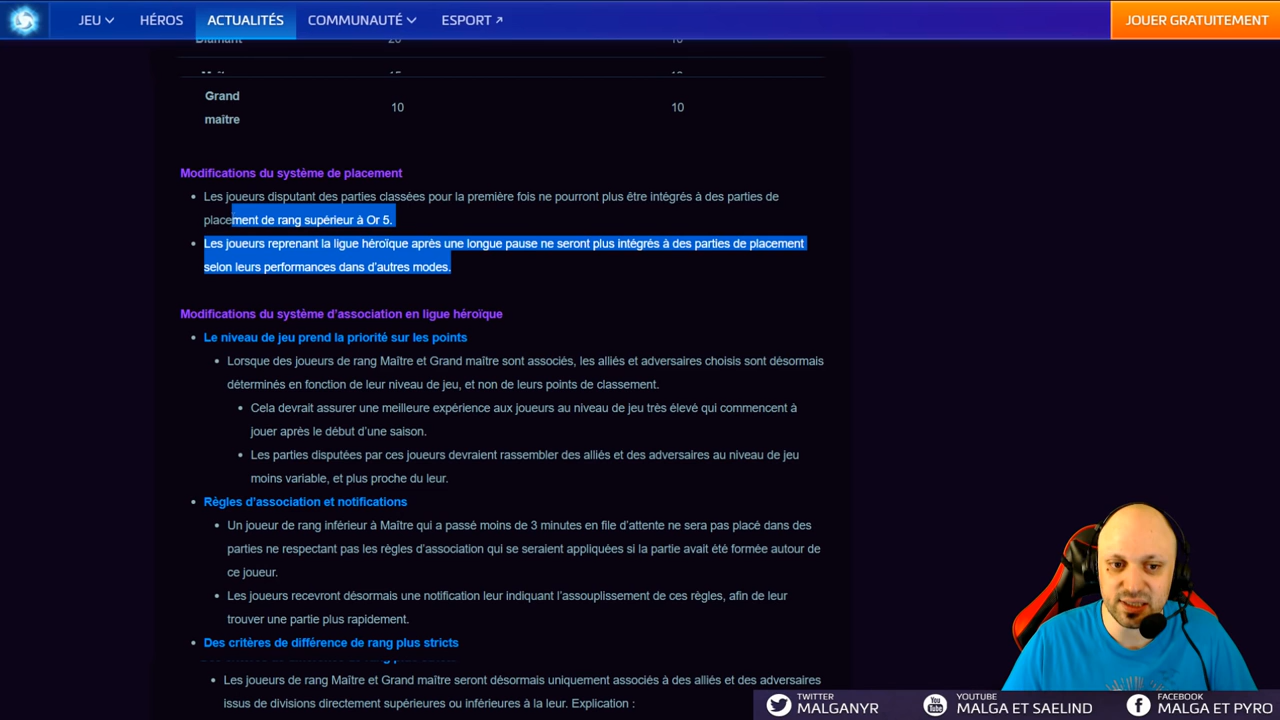 JEU HÉROS ACTUALITÉS COMMUNAUTÉ ESPORT JOUER GRATUITEMENT
Diamant 20 10
Maître 15 10
Grand
maître
10 10
Modifications du système de placement
Les joueurs disputant des parties classées pour la première fois ne pourront plus être intégrés à des parties de
placement de rang supérieur à Or 5.
Les joueurs reprenant la ligue héroïque après une longue pause ne seront plus intégrés à des parties de placement
selon leurs performances dans d'autres modes.
Modifications du système d'association en ligue héroïque
Le niveau de jeu prend la priorité sur les points
Lorsque des joueurs de rang Maître et Grand maître sont associés, les alliés et adversaires choisis sont désormais
déterminés en fonction de leur niveau de jeu, et non de leurs points de classement.
Cela devrait assurer une meilleure expérience aux joueurs au niveau de jeu très élevé qui commencent à
jouer après le début d'une saison.
Les parties disputées par ces joueurs devraient rassembler des alliés et des adversaires au niveau de jeu
moins variable, et plus proche du leur.
Règles d'association et notifications
Un joueur de rang inférieur à Maître qui a passé moins de 3 minutes en file d'attente ne sera pas placé dans des
parties ne respectant pas les règles d'association qui se seraient appliquées si la partie avait été formée autour de
ce joueur.
Les joueurs recevront désormais une notification leur indiquant l'assouplissement de ces règles, afin de leur
trouver une partie plus rapidement.
Des critères de différence de rang plus stricts
Les joueurs de rang Maître et Grand maître seront désormais uniquement associés à des alliés et des adversaires
issus de divisions directement supérieures ou inférieures à la leur. Explication :
TWITTER
MALGANYR
YOUTUBE
MALGA ET SAELIND
FACEBOOK
MALGA ET PYRO